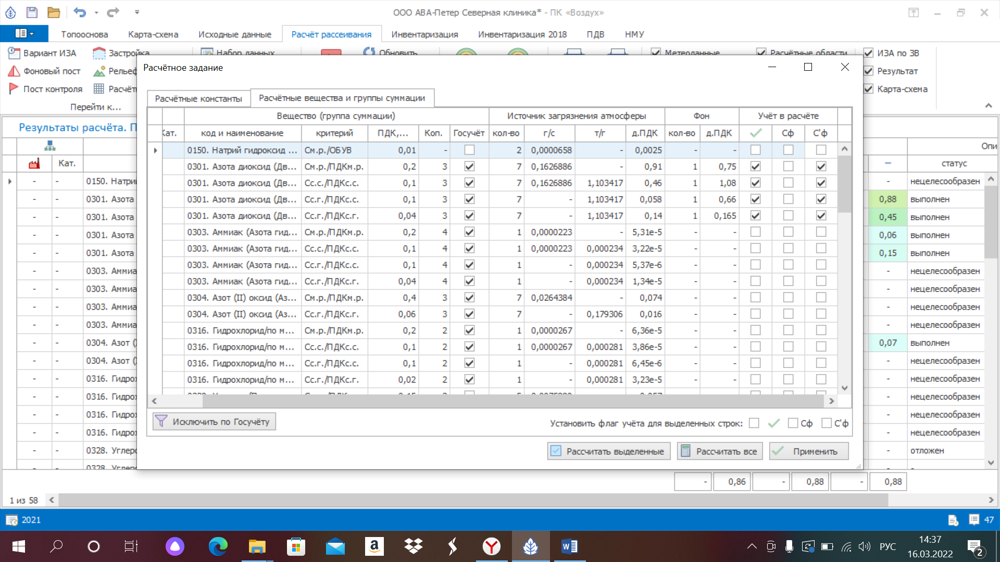 ООО АВА-Петер Северная клиника* - ПК «Воздух»
Топооснова Карта-схема Исходные данные Расчёт рассеивания Инвентаризация Инвентаризация 2018 ПДВ НМУ
Вариант ИЗА Застройка Набор данных Обновить Метеоданные Расчётные области ИЗА по ЗВ
Фоновый пост Рельеф Результат
Пост контроля Расчётн Карта-схема
Перейти к...
Расчётное задание
Расчётные константы Расчётные вещества и группы суммации
Результаты расчёта. П
Вещество (группа суммации) Источник загрязнения атмосферы Фон Учёт в расчёте
Кат. код и наименование критерий ПДК,... Коп. Госучёт кол-во г/с т/г д.ПДК кол-во д.ПДК Сф С'ф
0150. Натрий гидроксид ... См.р./ОБУВ 0,01 - 2 0,0000658 - 0,0025 - -
0301. Азота диоксид (Дв... См.р./ПДКм.р. 0,2 3 7 0,1626886 - 0,91 1 0,75
0301. Азота диоксид (Дв... Сс.с./ПДКс.с. 0,1 3 7 0,1626886 1,103417 0,46 1 1,08
0301. Азота диоксид (Дв... Сс.г./ПДКс.с. 0,1 3 7 - 1,103417 0,058 1 0,66
0301. Азота диоксид (Дв... Сс.г./ПДКс.г. 0,04 3 7 - 1,103417 0,14 1 0,165
0303. Аммиак (Азота гид... См.р./ПДКм.р. 0,2 4 1 0,0000223 - 5,31e-5 - -
0303. Аммиак (Азота гид... Сс.с./ПДКс.с. 0,1 4 1 0,0000223 0,000234 3,22e-5 - -
0303. Аммиак (Азота гид... Сс.г./ПДКс.с. 0,1 4 1 - 0,000234 5,37e-6 - -
0303. Аммиак (Азота гид... Сс.г./ПДКс.г. 0,04 4 1 - 0,000234 1,34e-5 - -
0304. Азот (II) оксид (Аз... См.р./ПДКм.р. 0,4 3 7 0,0264384 - 0,074 - -
0304. Азот (II) оксид (Аз... Сс.г./ПДКс.г. 0,06 3 7 - 0,179306 0,016 - -
0316. Гидрохлорид/по м... См.р./ПДКм.р. 0,2 2 1 0,0000267 - 6,36e-5 - -
0316. Гидрохлорид/по м... Сс.с./ПДКс.с. 0,1 2 1 0,0000267 0,000281 3,86e-5 - -
0316. Гидрохлорид/по м... Сс.г./ПДКс.с. 0,1 2 1 - 0,000281 6,45e-6 - -
0316. Гидрохлорид/по м... Сс.г./ПДКс.г. 0,02 2 1 - 0,000281 3,23e-5 - -
Исключить по Госучёту Установить флаг учёта для выделенных строк: Сф С'ф
Рассчитать выделенные Рассчитать все Применить
Кат.
- - 0150. Натрий
- - 0301. Азота
- - 0301. Азота
- - 0301. Азота
- - 0301. Азота
- - 0303. Аммиа
- - 0303. Аммиа
- - 0303. Аммиа
- - 0303. Аммиа
- - 0304. Азот (
- - 0304. Азот (
- - 0316. Гидрох
- - 0316. Гидрох
- - 0316. Гидрох
- - 0316. Гидрох
- - 0328. Углеро
- - 0328. Углеро
Опи
статус
- нецелесообразен
0,88 выполнен
0,45 выполнен
0,06 выполнен
0,15 выполнен
- нецелесообразен
- нецелесообразен
- нецелесообразен
- нецелесообразен
0,07 выполнен
- нецелесообразен
- нецелесообразен
- нецелесообразен
- нецелесообразен
- нецелесообразен
- отложен
- 0,86 - 0,88 - 0,88
1 из 58
2021 47
РУС 14:37
16.03.2022 2